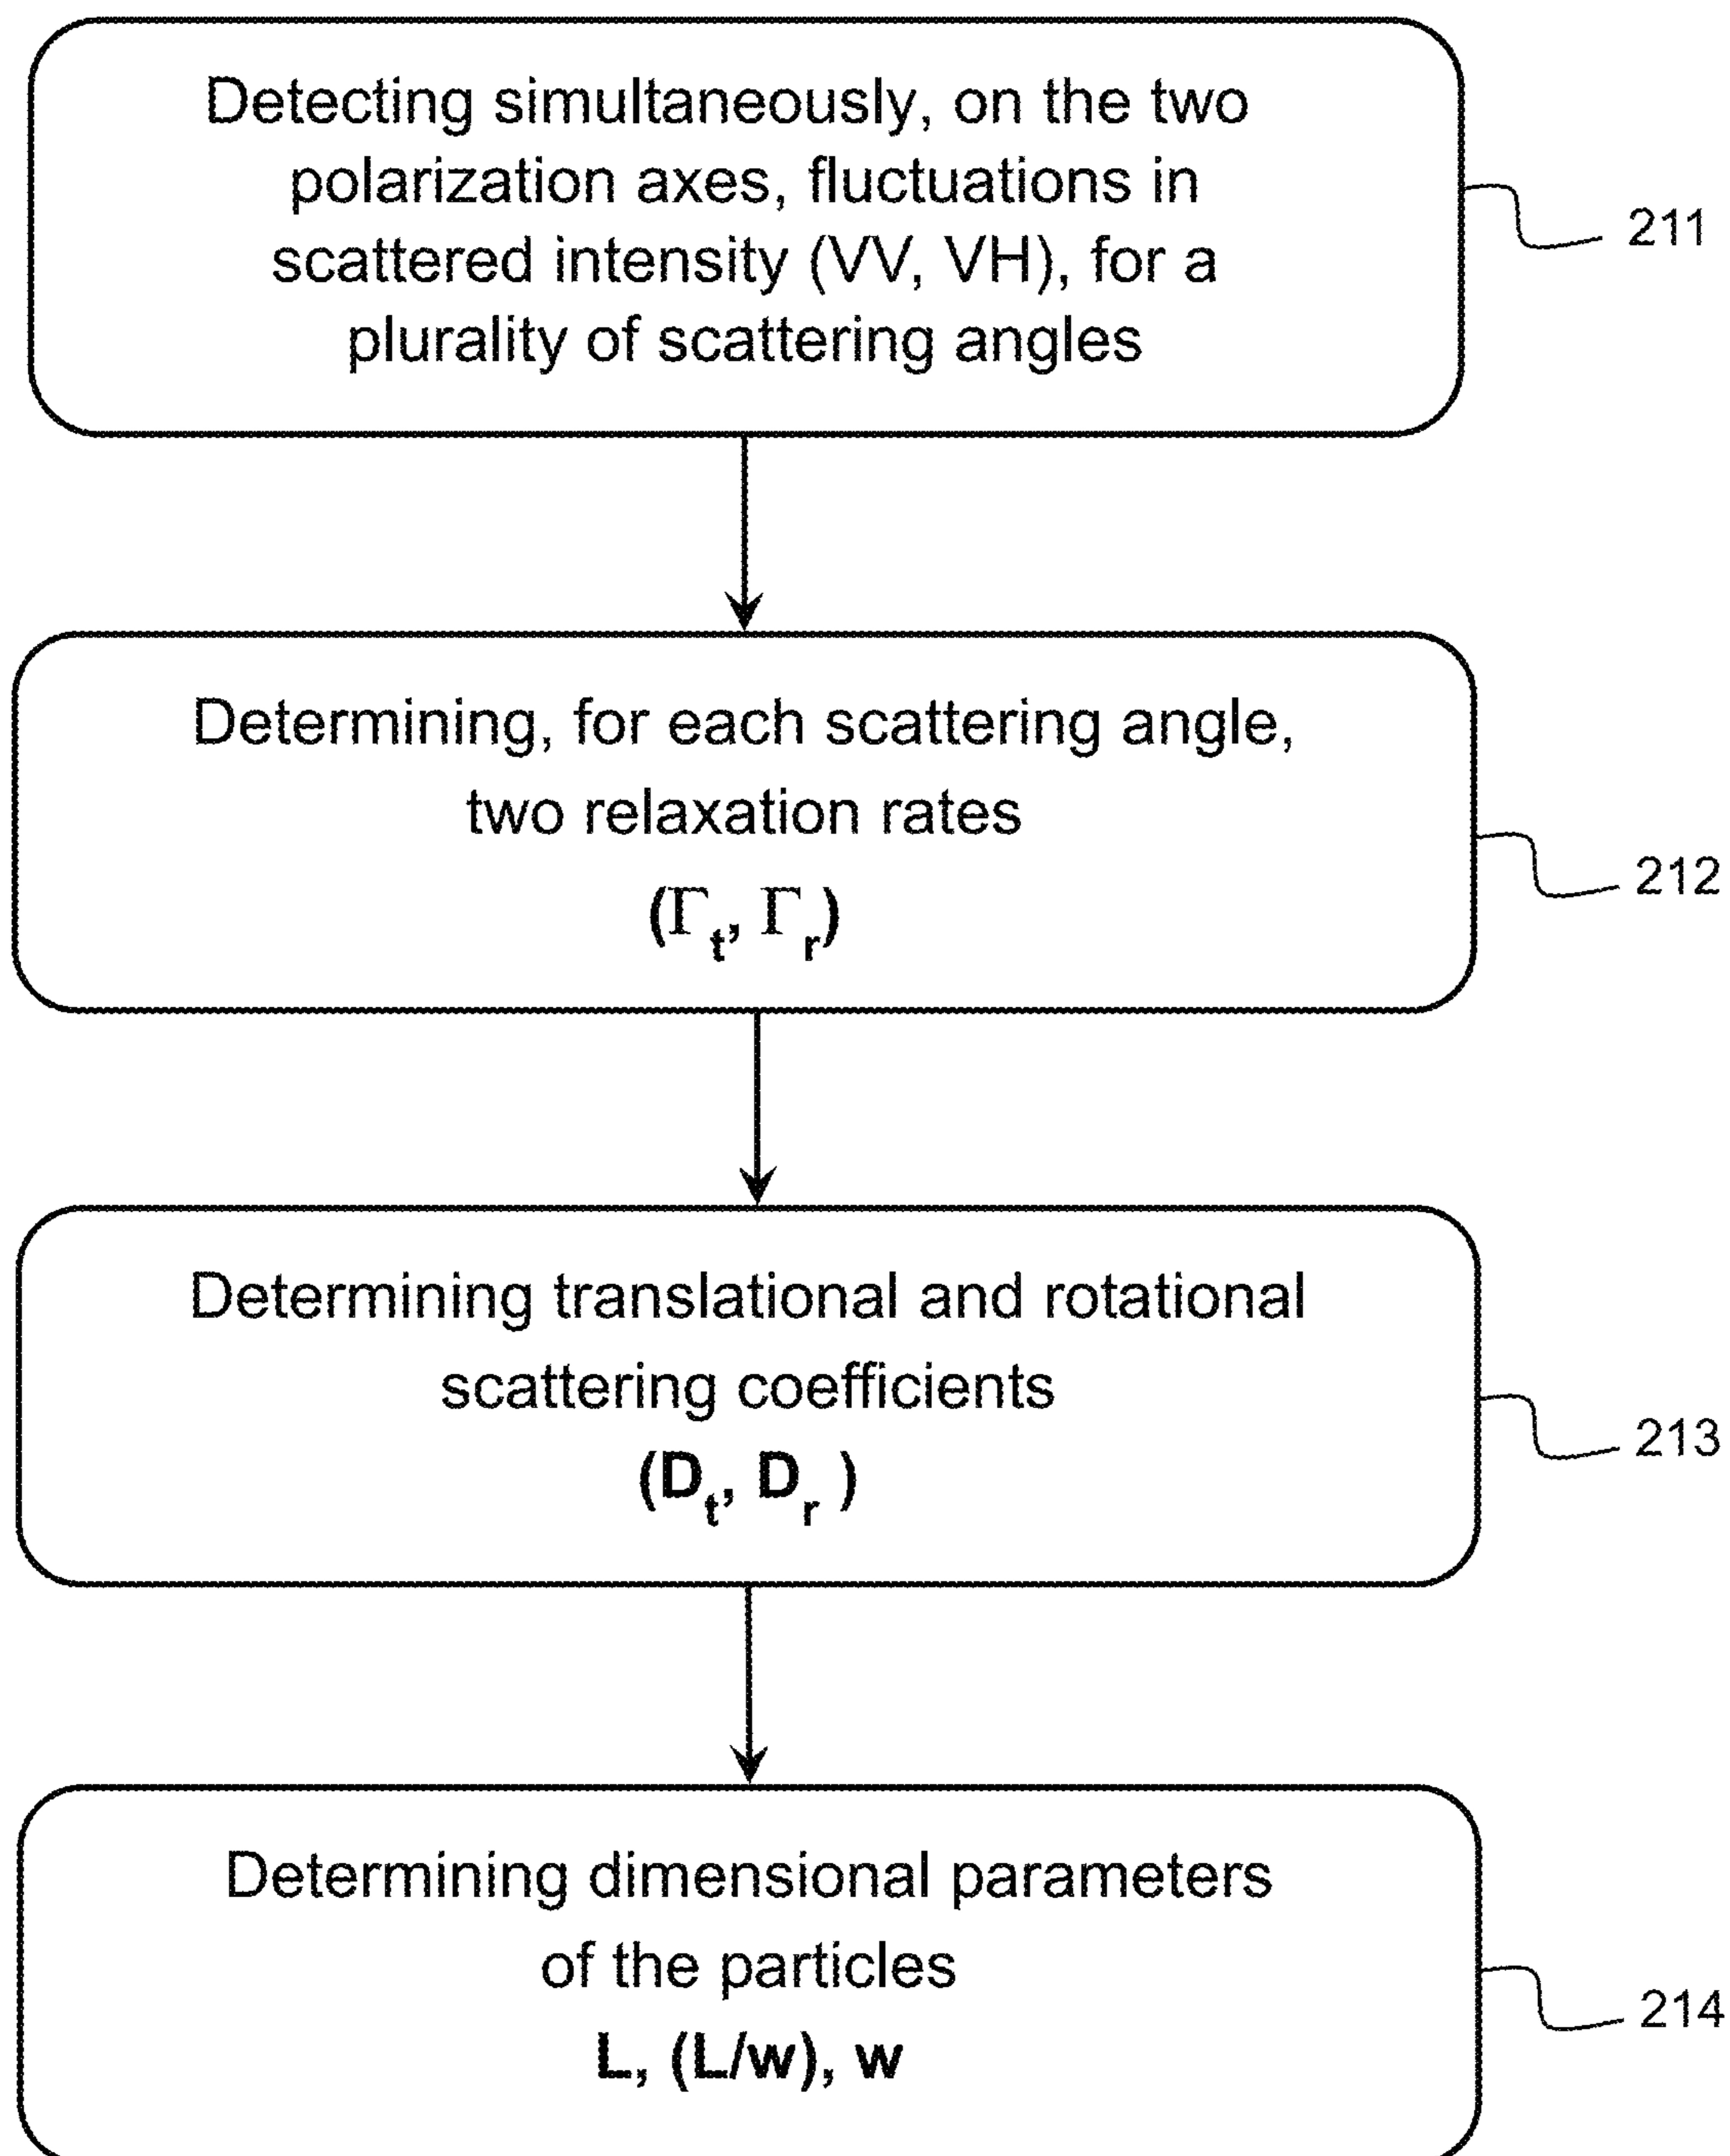 Detecting simultaneously, on the two
polarization axes, fluctuations in
scattered intensity (VV, VH), for a
plurality of scattering angles
211
Determining, for each scattering angle,
two relaxation rates
(Γt, Γr)
212
Determining translational and rotational
scattering coefficients
(Dt, Dr )
213
Determining dimensional parameters
of the particles
L, (L/w), w
214